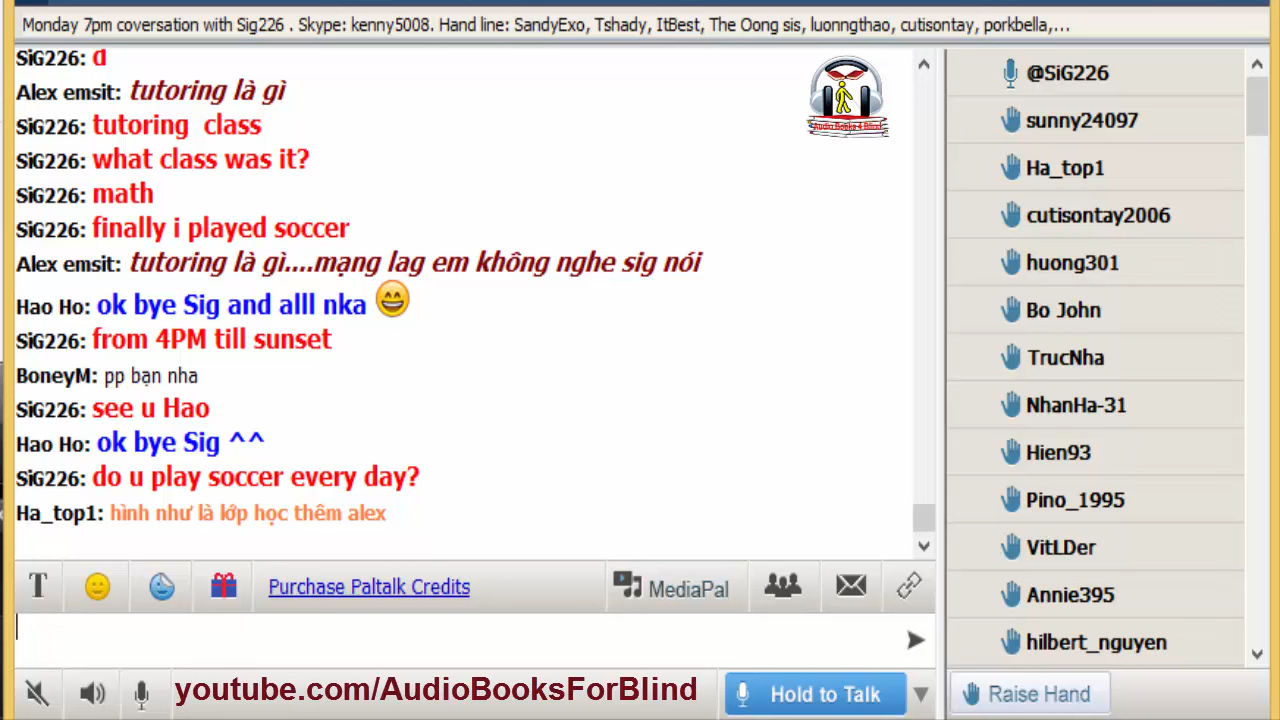 Monday 7pm coversation with Sig226 . Skype: kenny5008. Hand line: SandyExo, Tshady, ItBest, The Oong sis, luonngthao, cutisontay, porkbella,...
SiG226: d
Alex emsit: tutoring là gì
SiG226: tutoring class
SiG226: what class was it?
SiG226: math
SiG226: finally i played soccer
Alex emsit: tutoring là gì....mạng lag em không nghe sig nói
Hao Ho: ok bye Sig and alll nka
SiG226: from 4PM till sunset
BoneyM: pp bạn nha
SiG226: see u Hao
Hao Ho: ok bye Sig ^^
SiG226: do u play soccer every day?
Ha_top1: hình như là lớp học thêm alex
Audio Books 4 Blind
@SiG226
sunny24097
Ha_top1
cutisontay2006
huong301
Bo John
TrucNha
NhanHa-31
Hien93
Pino_1995
VitLDer
Annie395
hilbert_nguyen
T
Purchase Paltalk Credits
MediaPal
youtube.com/AudioBooksForBlind
Hold to Talk
Raise Hand